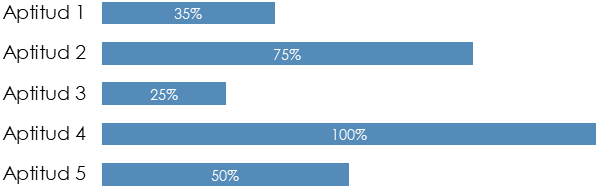 Aptitud 1 35%
Aptitud 2 75%
Aptitud 3 25%
Aptitud 4 100%
Aptitud 5 50%